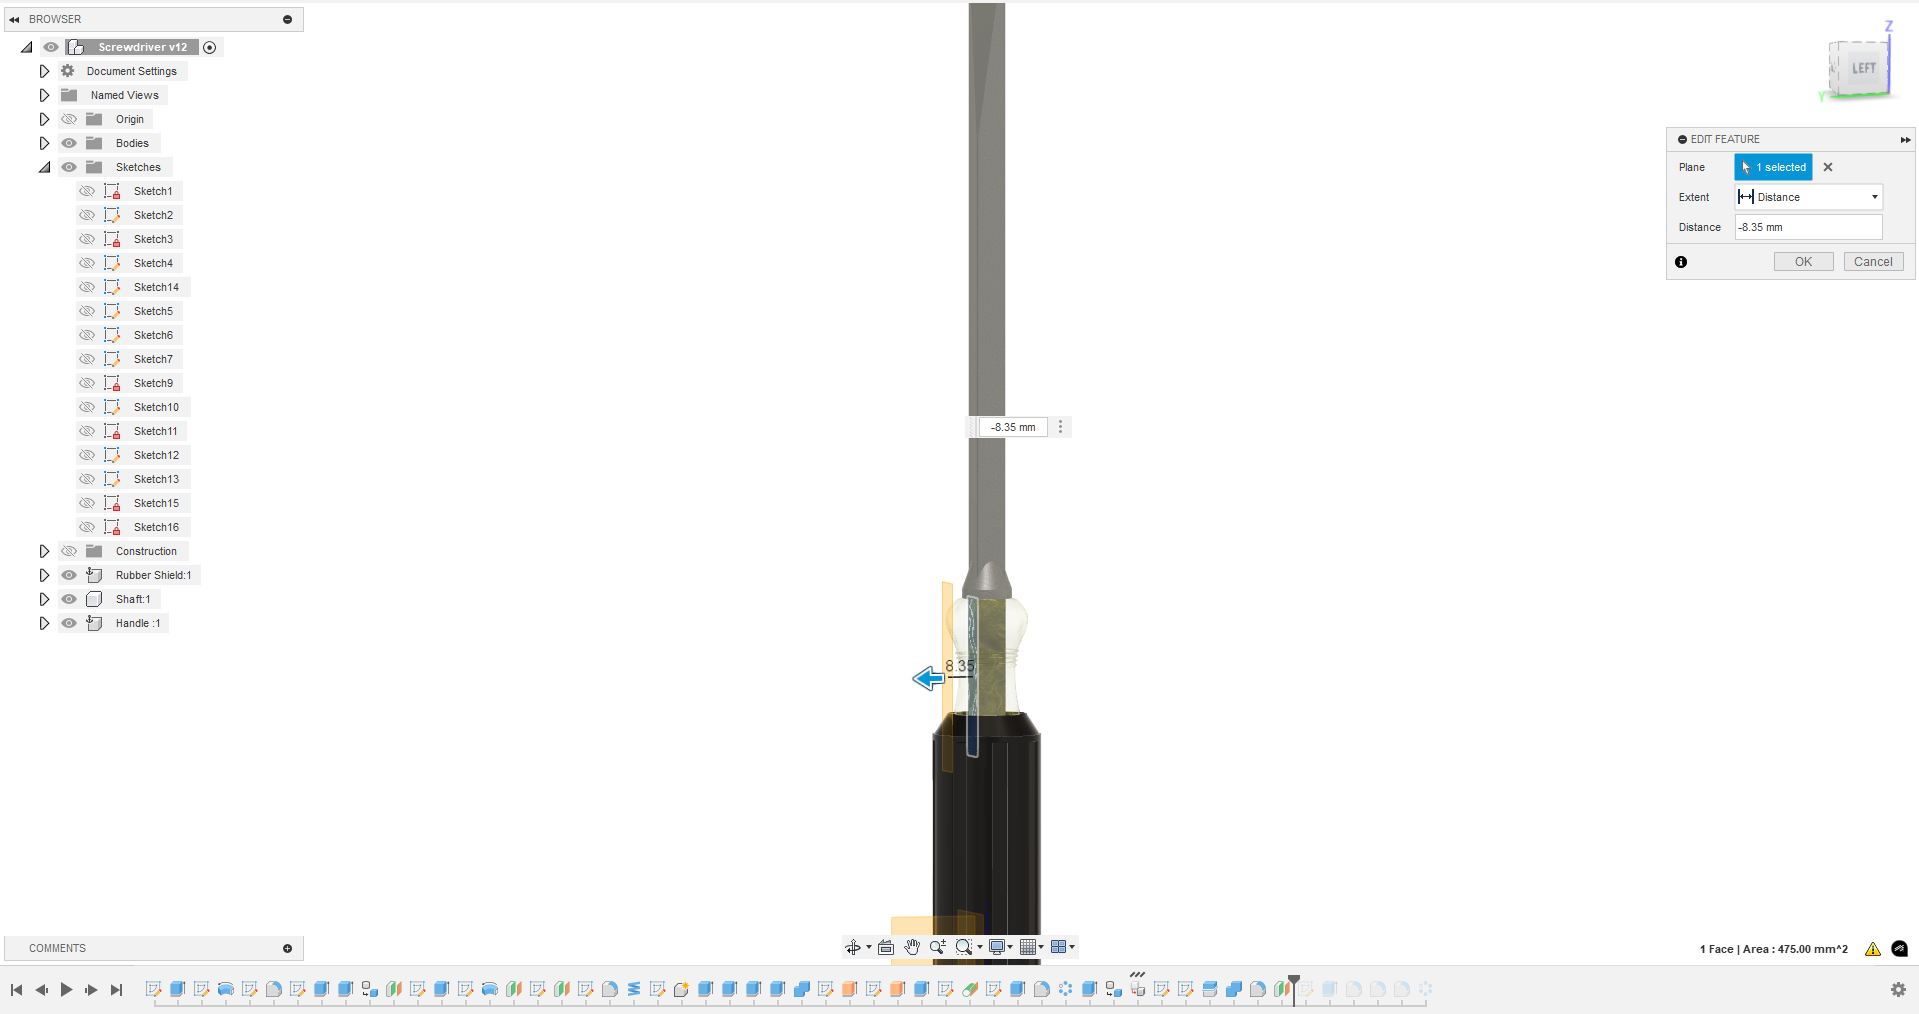 BROWSER
Screwdriver v12
Document Settings
Named Views
Origin
Bodies
Sketches
Sketch1
Sketch2
Sketch3
Sketch4
Sketch14
Sketch5
Sketch6
Sketch7
Sketch9
Sketch10
Sketch11
Sketch12
Sketch13
Sketch15
Sketch16
Construction
Rubber Shield:1
Shaft:1
Handle :1
Z
LEFT
Y
EDIT FEATURE
Plane 1 selected
Extent Distance
Distance -8.35 mm
OK Cancel
-8.35 mm
8.35
COMMENTS
1 Face | Area : 475.00 mm^2